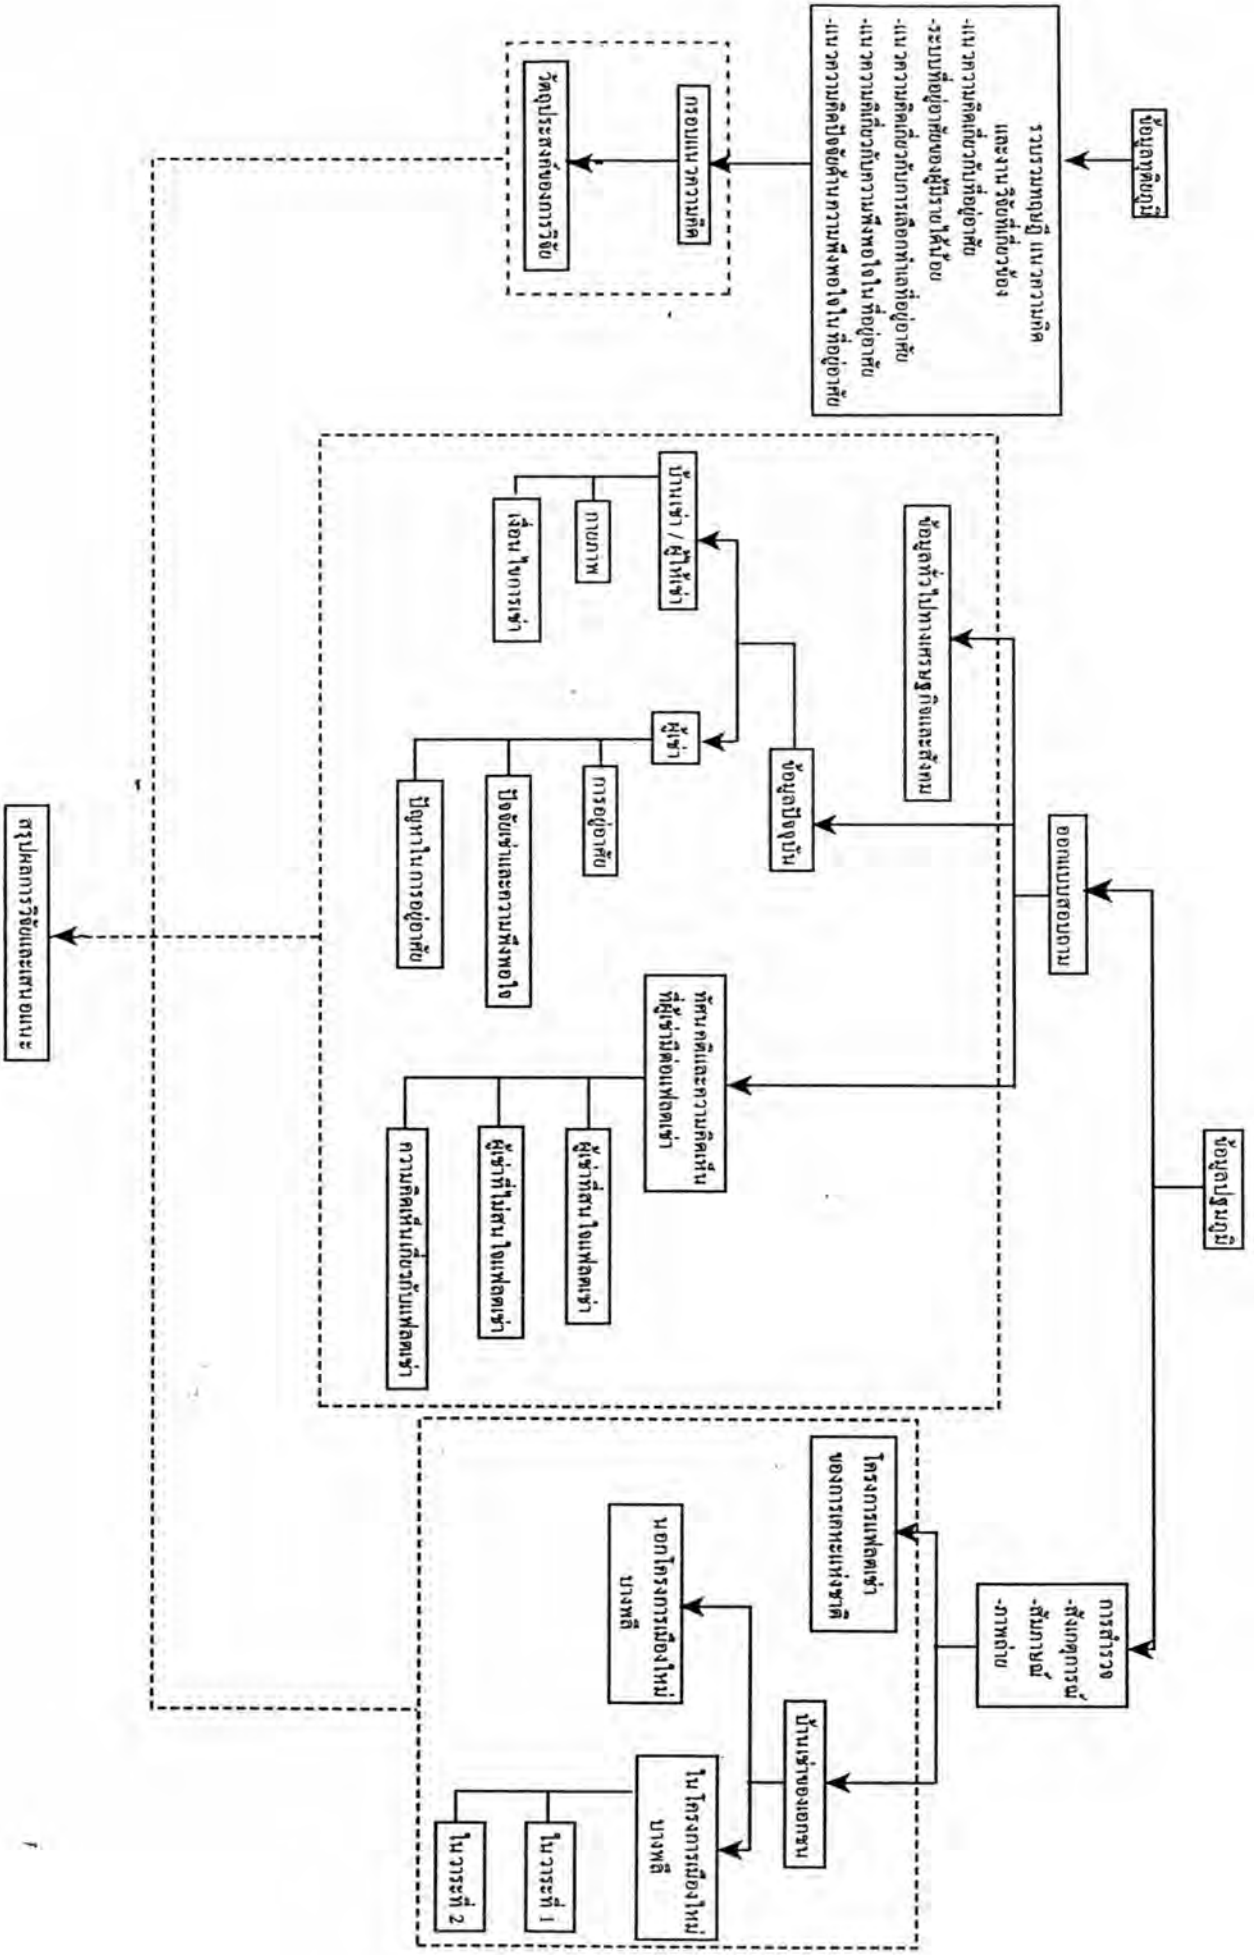 ข้อมูลทุติยภูมิ
รวบรวมทฤษฎี แนวความคิด
และงานวิจัยที่เกี่ยวข้อง
-แนวความคิดเกี่ยวกับที่อยู่อาศัย
-ระบบที่อยู่อาศัยของผู้มีรายได้น้อย
-แนวความคิดเกี่ยวกับการเลือกทำเลที่อยู่อาศัย
-แนวความคิเกี่ยวกับความพึงพอใจในที่อยู่อาศัย
-แนวความคิดปัจจัยด้านความพึงพอใจในที่อยู่อาศัย
กรอบแนวความคิด
วัตถุประสงค์ของการวิจัย
ข้อมูลปฐมภูมิ
ออกแบบสอบถาม
ข้อมูลทั่วไปทางเศรษฐกิจและสังคม
ข้อมูลปัจจุบัน
บ้านเช่า / ผู้ให้เช่า
กายภาพ
เงื่อนไขการเช่า
ผู้เช่า
การอยู่อาศัย
ปัจจัยเช่าและความพึงพอใจ
ปัญหาในการอยู่อาศัย
ทัศนคติและความคิดเห็น
ที่ผู้เช่ามีต่อแฟลตเช่า
ผู้เช่าที่สนใจแฟลตเช่า
ผู้เช่าที่ไม่สนใจแฟลตเช่า
ความคิดเห็นเกี่ยวกับแฟลตเช่า
การสำรวจ
-สังเกตุการณ์
-สัมภาษณ์
-ภาพถ่าย
โครงการแฟลตเช่า
ของการเคหะแห่งชาติ
บ้านเช่าของเอกชน
นอกโครงการเมืองใหม่
บางพลี
ในโครงการเมืองใหม่
บางพลี
ในวาระที่ 1
ในวาระที่ 2
สรุปผลการวิจัยและเสนอแนะ